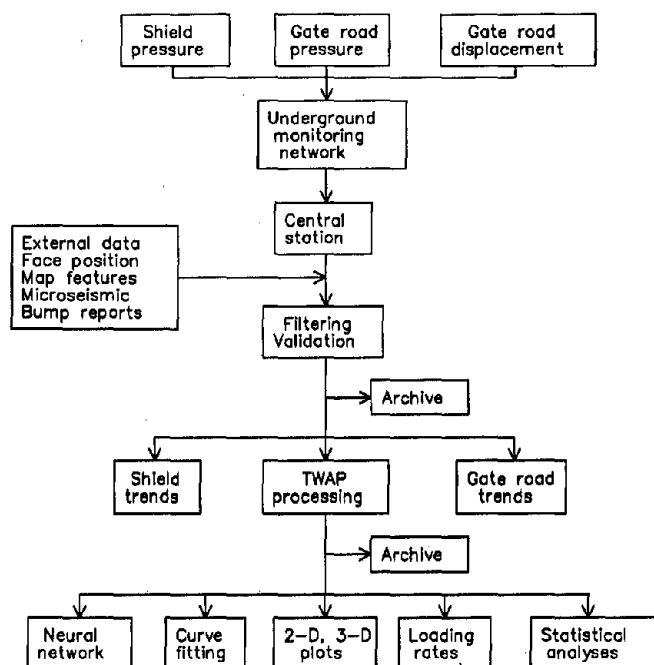 Shield
pressure
Gate road
pressure
Gate road
displacement
Underground
monitoring
network
Central
station
External data
Face position
Map features
Microseismic
Bump reports
Filtering
Validation
Archive
Shield
trends
TWAP
processing
Gate road
trends
Archive
Neural
network
Curve
fitting
2-D, 3-D
plots
Loading
rates
Statistical
analyses